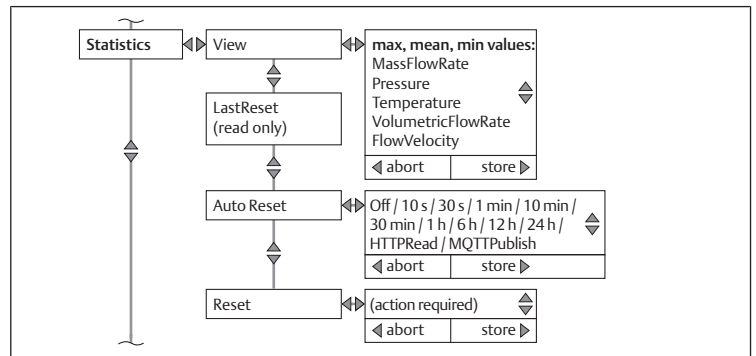 Statistics
View
max, mean, min values:
MassFlowRate
Pressure
Temperature
VolumetricFlowRate
FlowVelocity
abort store
LastReset
(read only)
Auto Reset
Off / 10 s / 30 s / 1 min / 10 min /
30 min / 1 h / 6 h / 12 h / 24 h /
HTTPRead / MQTTPublish
abort store
Reset
(action required)
abort store